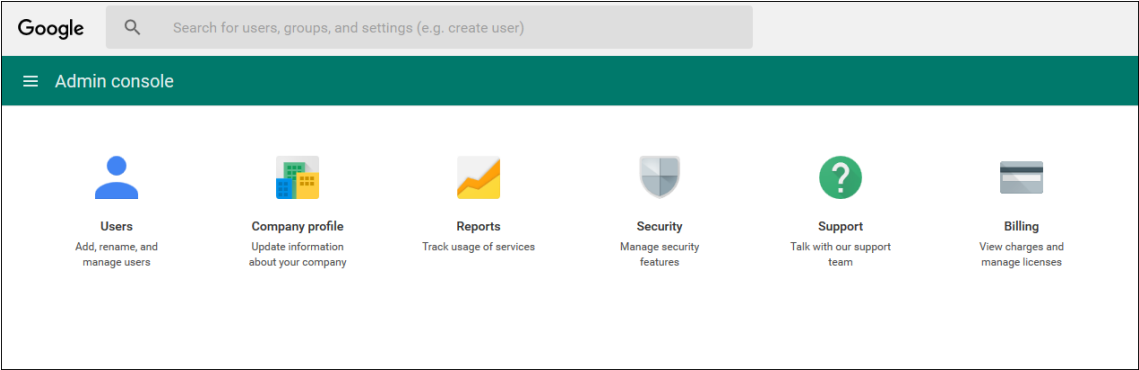 Google
Search for users, groups, and settings (e.g. create user)
Admin console
Users
Add, rename, and
manage users
Company profile
Update information
about your company
Reports
Track usage of services
Security
Manage security
features
?
Support
Talk with our support
team
Billing
View charges and
manage licenses